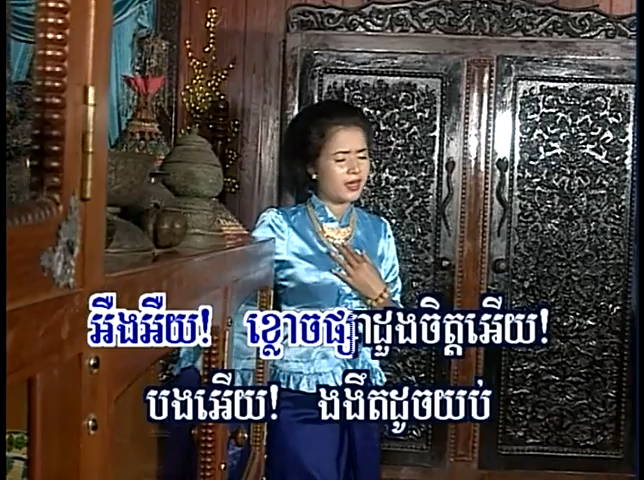 អឺងអឺយ! ខ្លោចផ្សាដួងចិត្តអើយ!
បងអើយ! ងងឹតដូចយប់